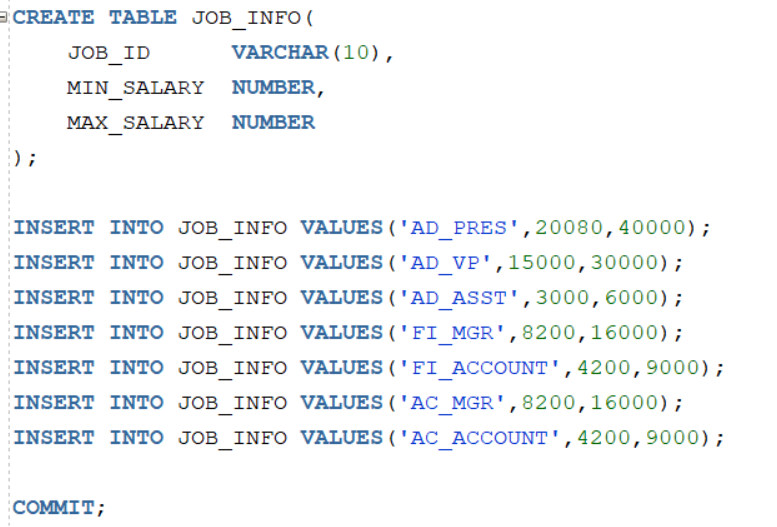 CREATE TABLE JOB_INFO(
    JOB_ID      VARCHAR(10),
    MIN_SALARY  NUMBER,
    MAX_SALARY  NUMBER
);

INSERT INTO JOB_INFO VALUES('AD_PRES',20080,40000);
INSERT INTO JOB_INFO VALUES('AD_VP',15000,30000);
INSERT INTO JOB_INFO VALUES('AD_ASST',3000,6000);
INSERT INTO JOB_INFO VALUES('FI_MGR',8200,16000);
INSERT INTO JOB_INFO VALUES('FI_ACCOUNT',4200,9000);
INSERT INTO JOB_INFO VALUES('AC_MGR',8200,16000);
INSERT INTO JOB_INFO VALUES('AC_ACCOUNT',4200,9000);

COMMIT;